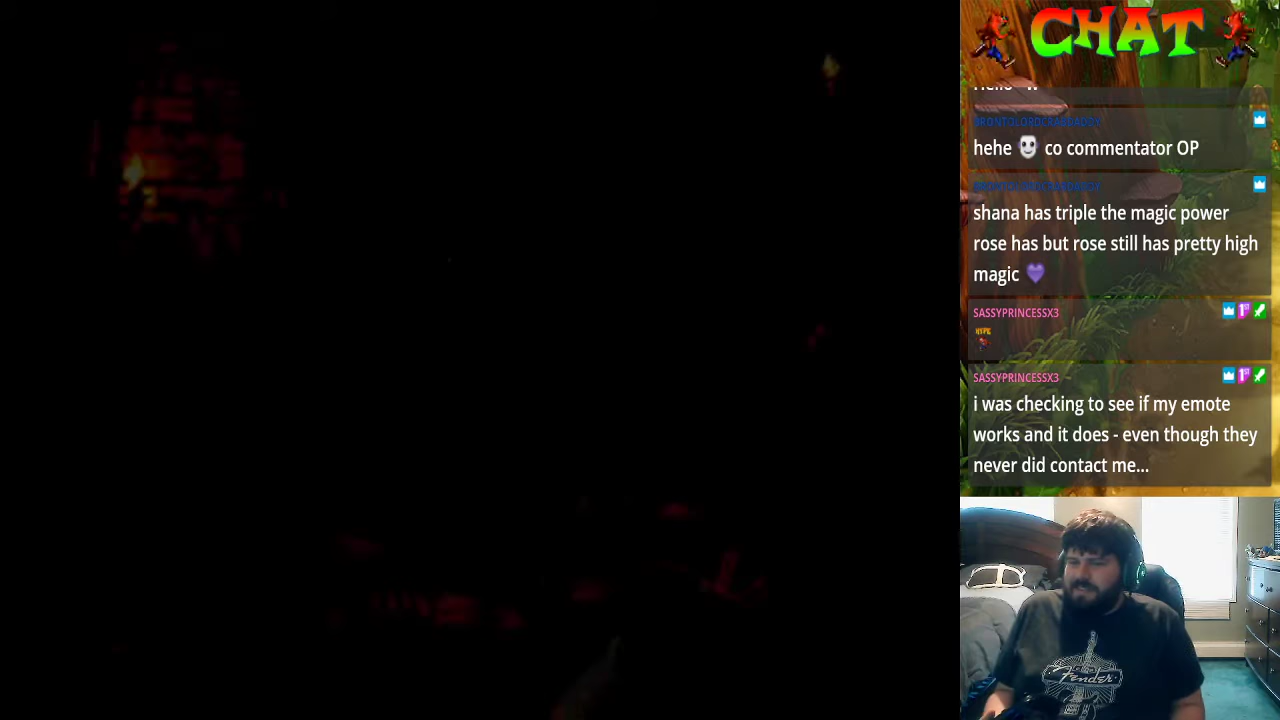 CHAT
hehe co commentator OP
shana has triple the magic power
rose has but rose still has pretty high
magic
SASSYPRINCESSX3
HYPE
SASSYPRINCESSX3
i was checking to see if my emote
works and it does - even though they
never did contact me...
Fender